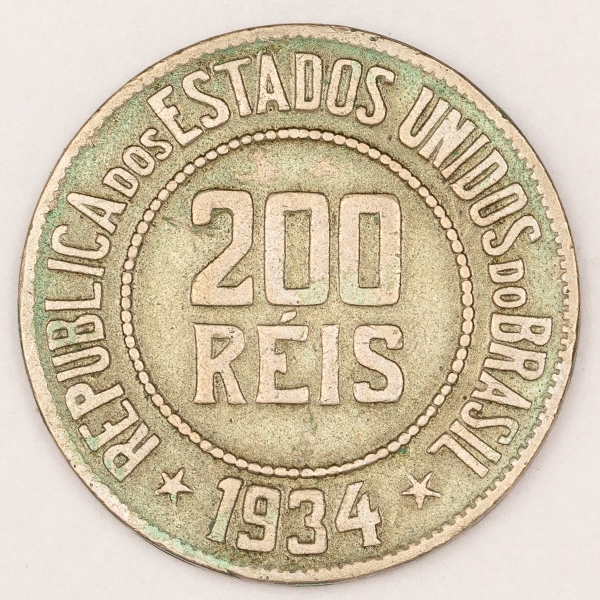 REPUBLICA DOS ESTADOS UNIDOS DO BRASIL
200
RÉIS
1934